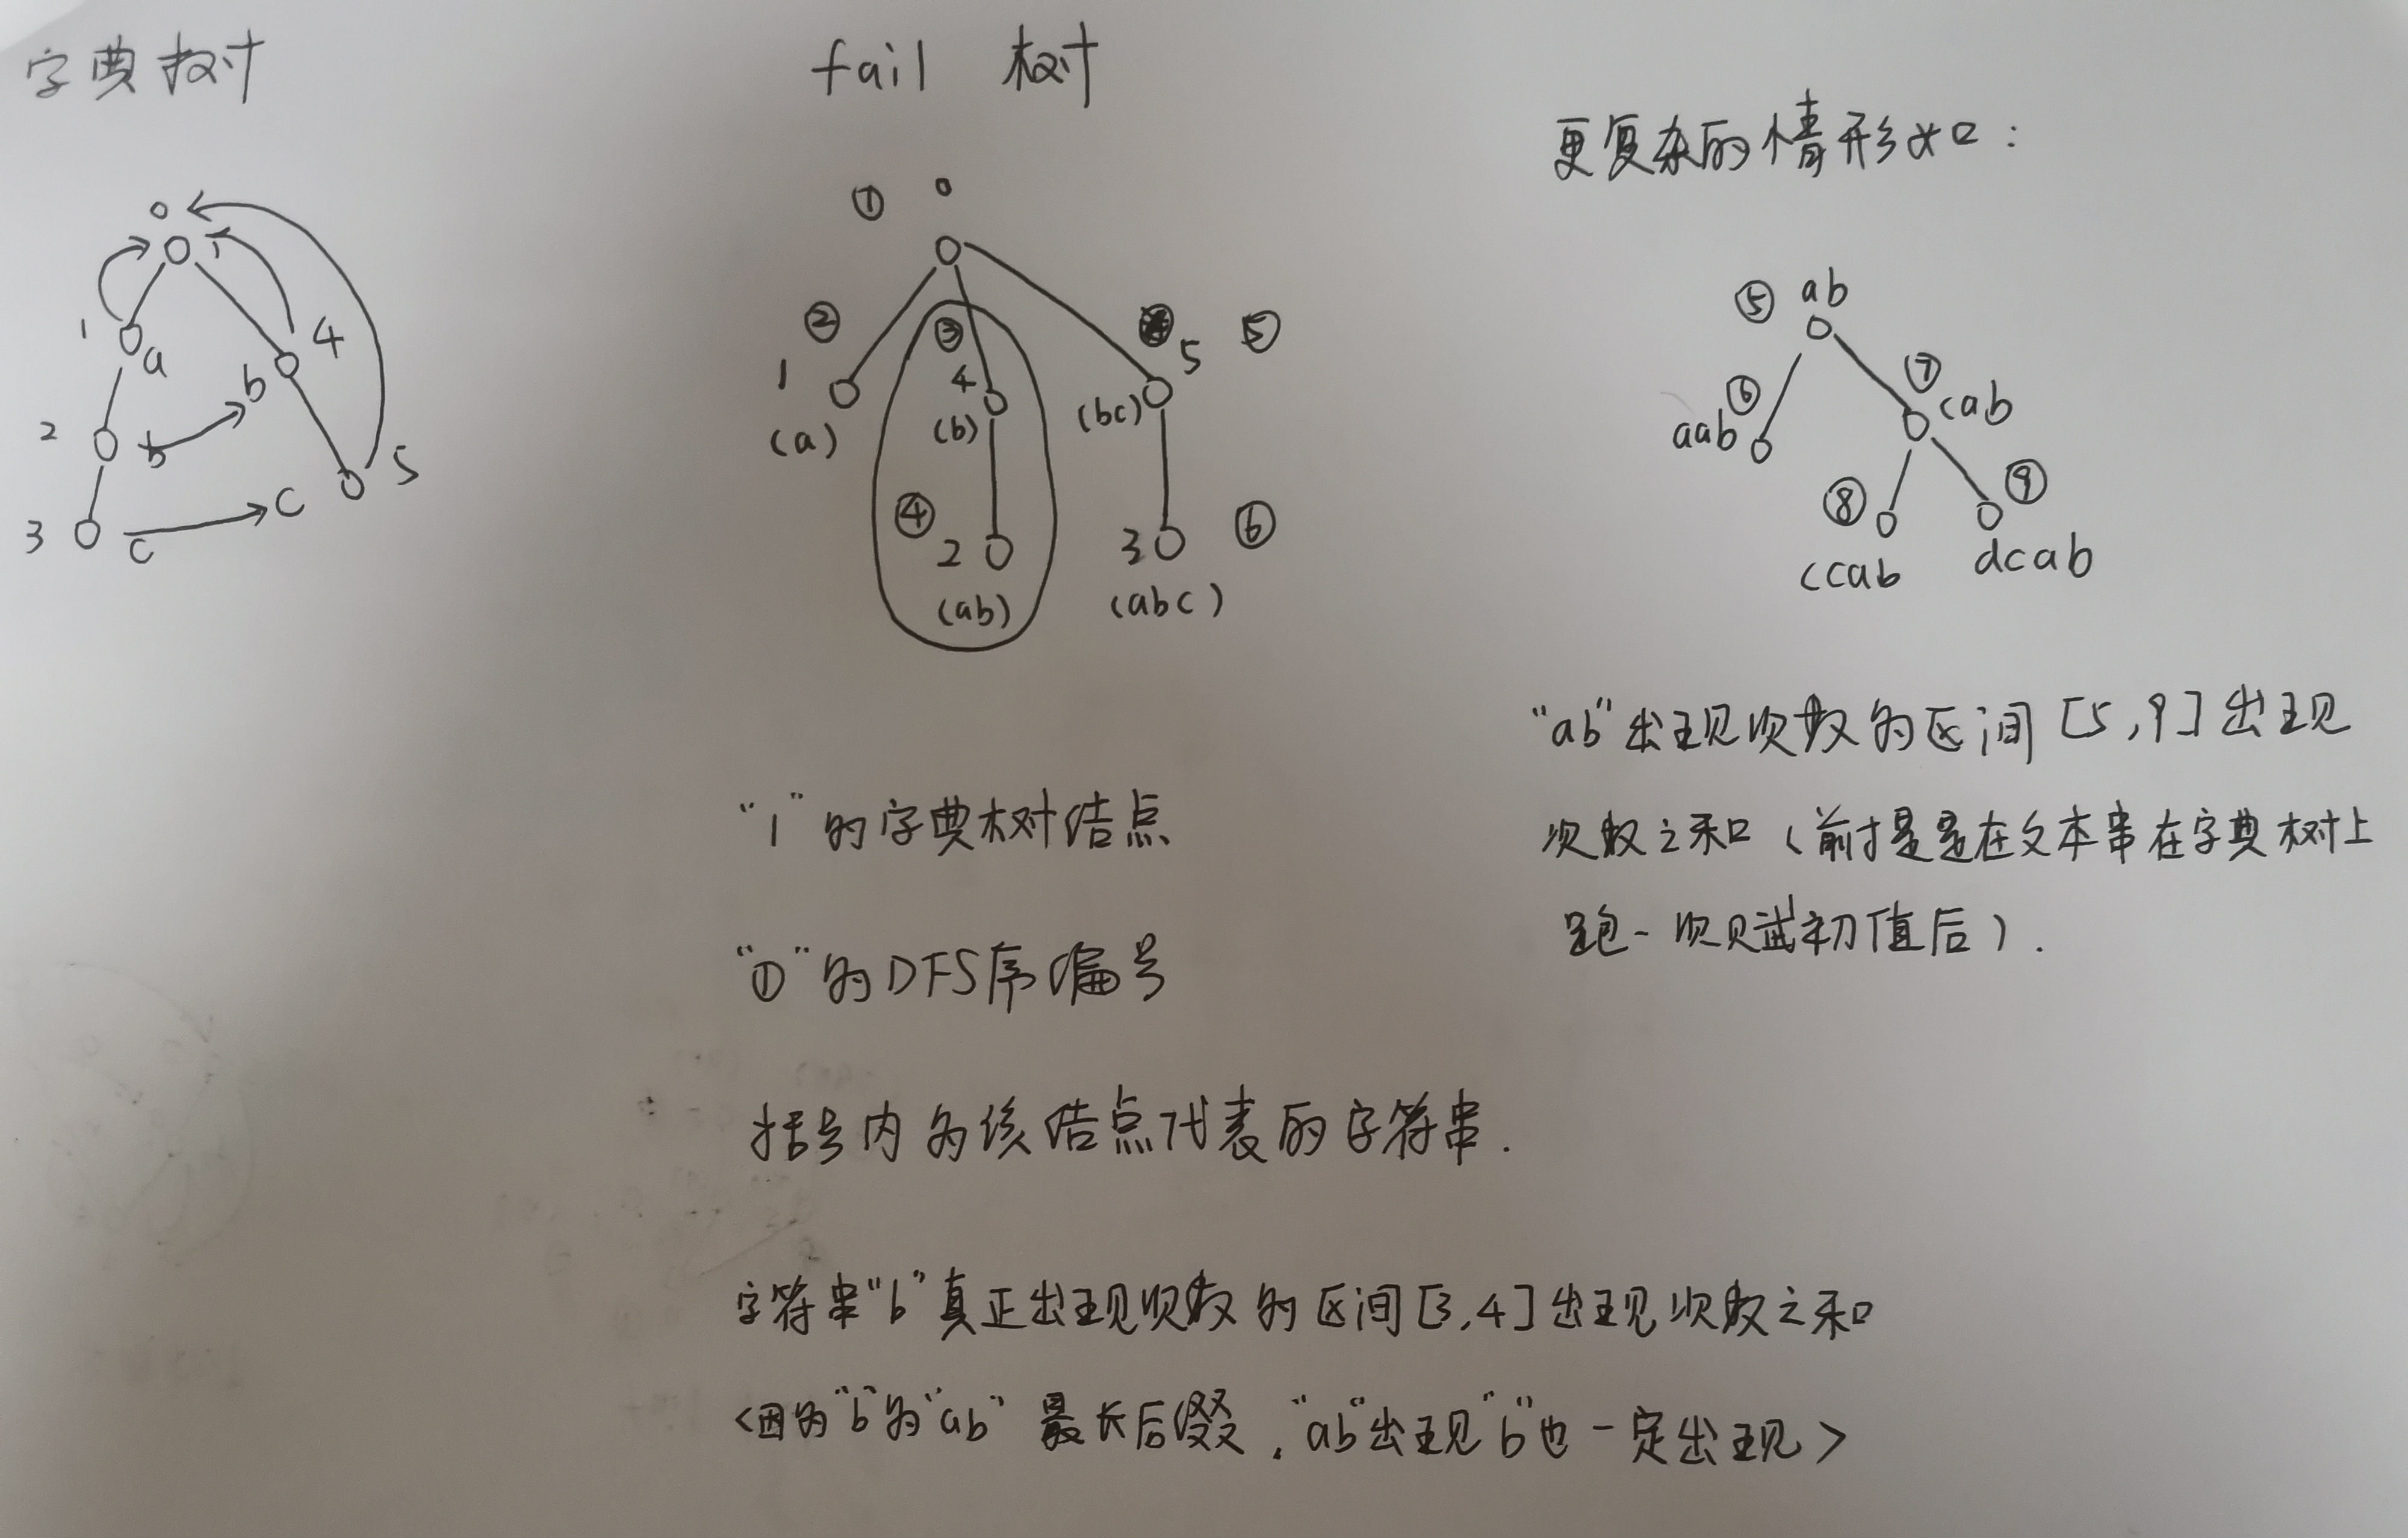 字典树
0
1
a
4
b
2
b
5
c
3
c
fail 树
① 0
② ③ 5 ⑤
1 4
(a) (b) (bc)
④ 2 3 ⑥
(ab) (abc)
"1"为字典树结点
"①"为DFS序编号
括号内为该结点代表的字符串.
字符串"b"真正出现次数为区间[3,4]出现次数之和
<因为"b"为"ab"最长后缀,"ab"出现"b"也一定出现>
更复杂的情形如:
⑤ ab
⑥ ⑦
aab cab
⑧ ⑨
ccab dcab
"ab"出现次数为区间[5,9]出现
次数之和(前提是在文本串在字典树上
跑一次赋初值后).